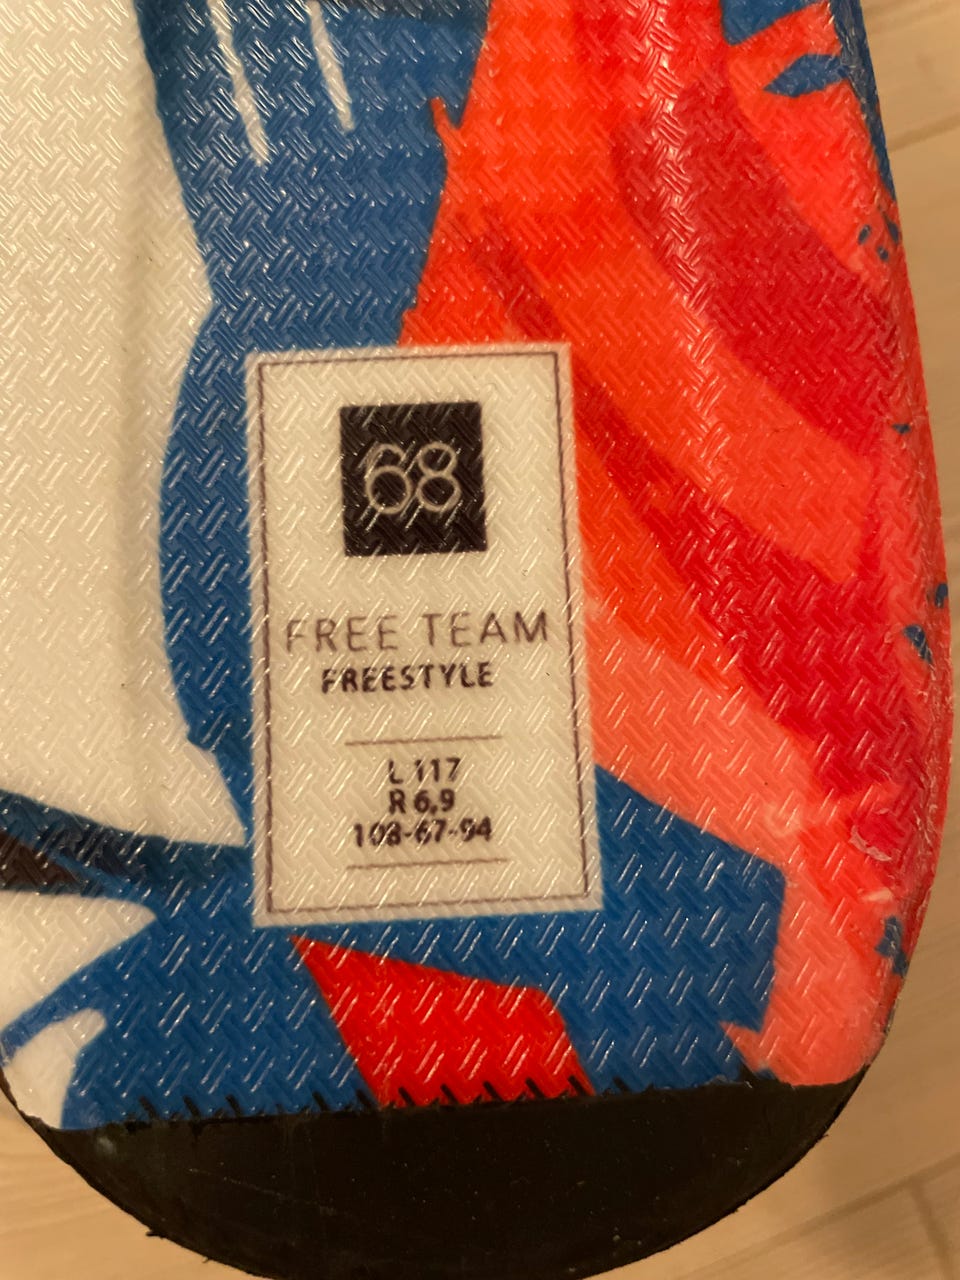 68
FREE TEAM
FREESTYLE
L 117
R 6,9
108-67-94